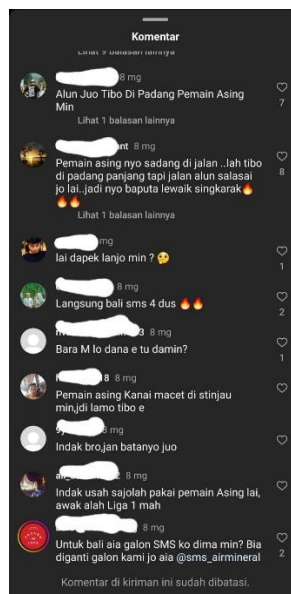 Komentar
Lihat 9 balasan lainnya
8 mg
Alun Juo Tibo Di Padang Pemain Asing
Min
7
Lihat 1 balasan lainnya
nt 8 mg
Pemain asing nyo sadang di jalan ..lah tibo
di padang panjang tapi jalan alun salasai
jo lai..jadi nyo baputa lewaik singkarak🔥
🔥🔥
8
Lihat 1 balasan lainnya
mg
lai dapek lanjo min ? 🤔
1
8 mg
Langsung bali sms 4 dus 🔥🔥
2
3 8 mg
Bara M lo dana e tu damin?
1
8 8 mg
Pemain asing Kanai macet di stinjau
min,jdi lamo tibo e
8 mg
Indak bro,jan batanyo juo
8 mg
Indak usah sajolah pakai pemain Asing lai,
awak alah Liga 1 mah
8 mg
Untuk bali aia galon SMS ko dima min? Bia
diganti galon kami jo aia @sms_airmineral
2
Komentar di kiriman ini sudah dibatasi.